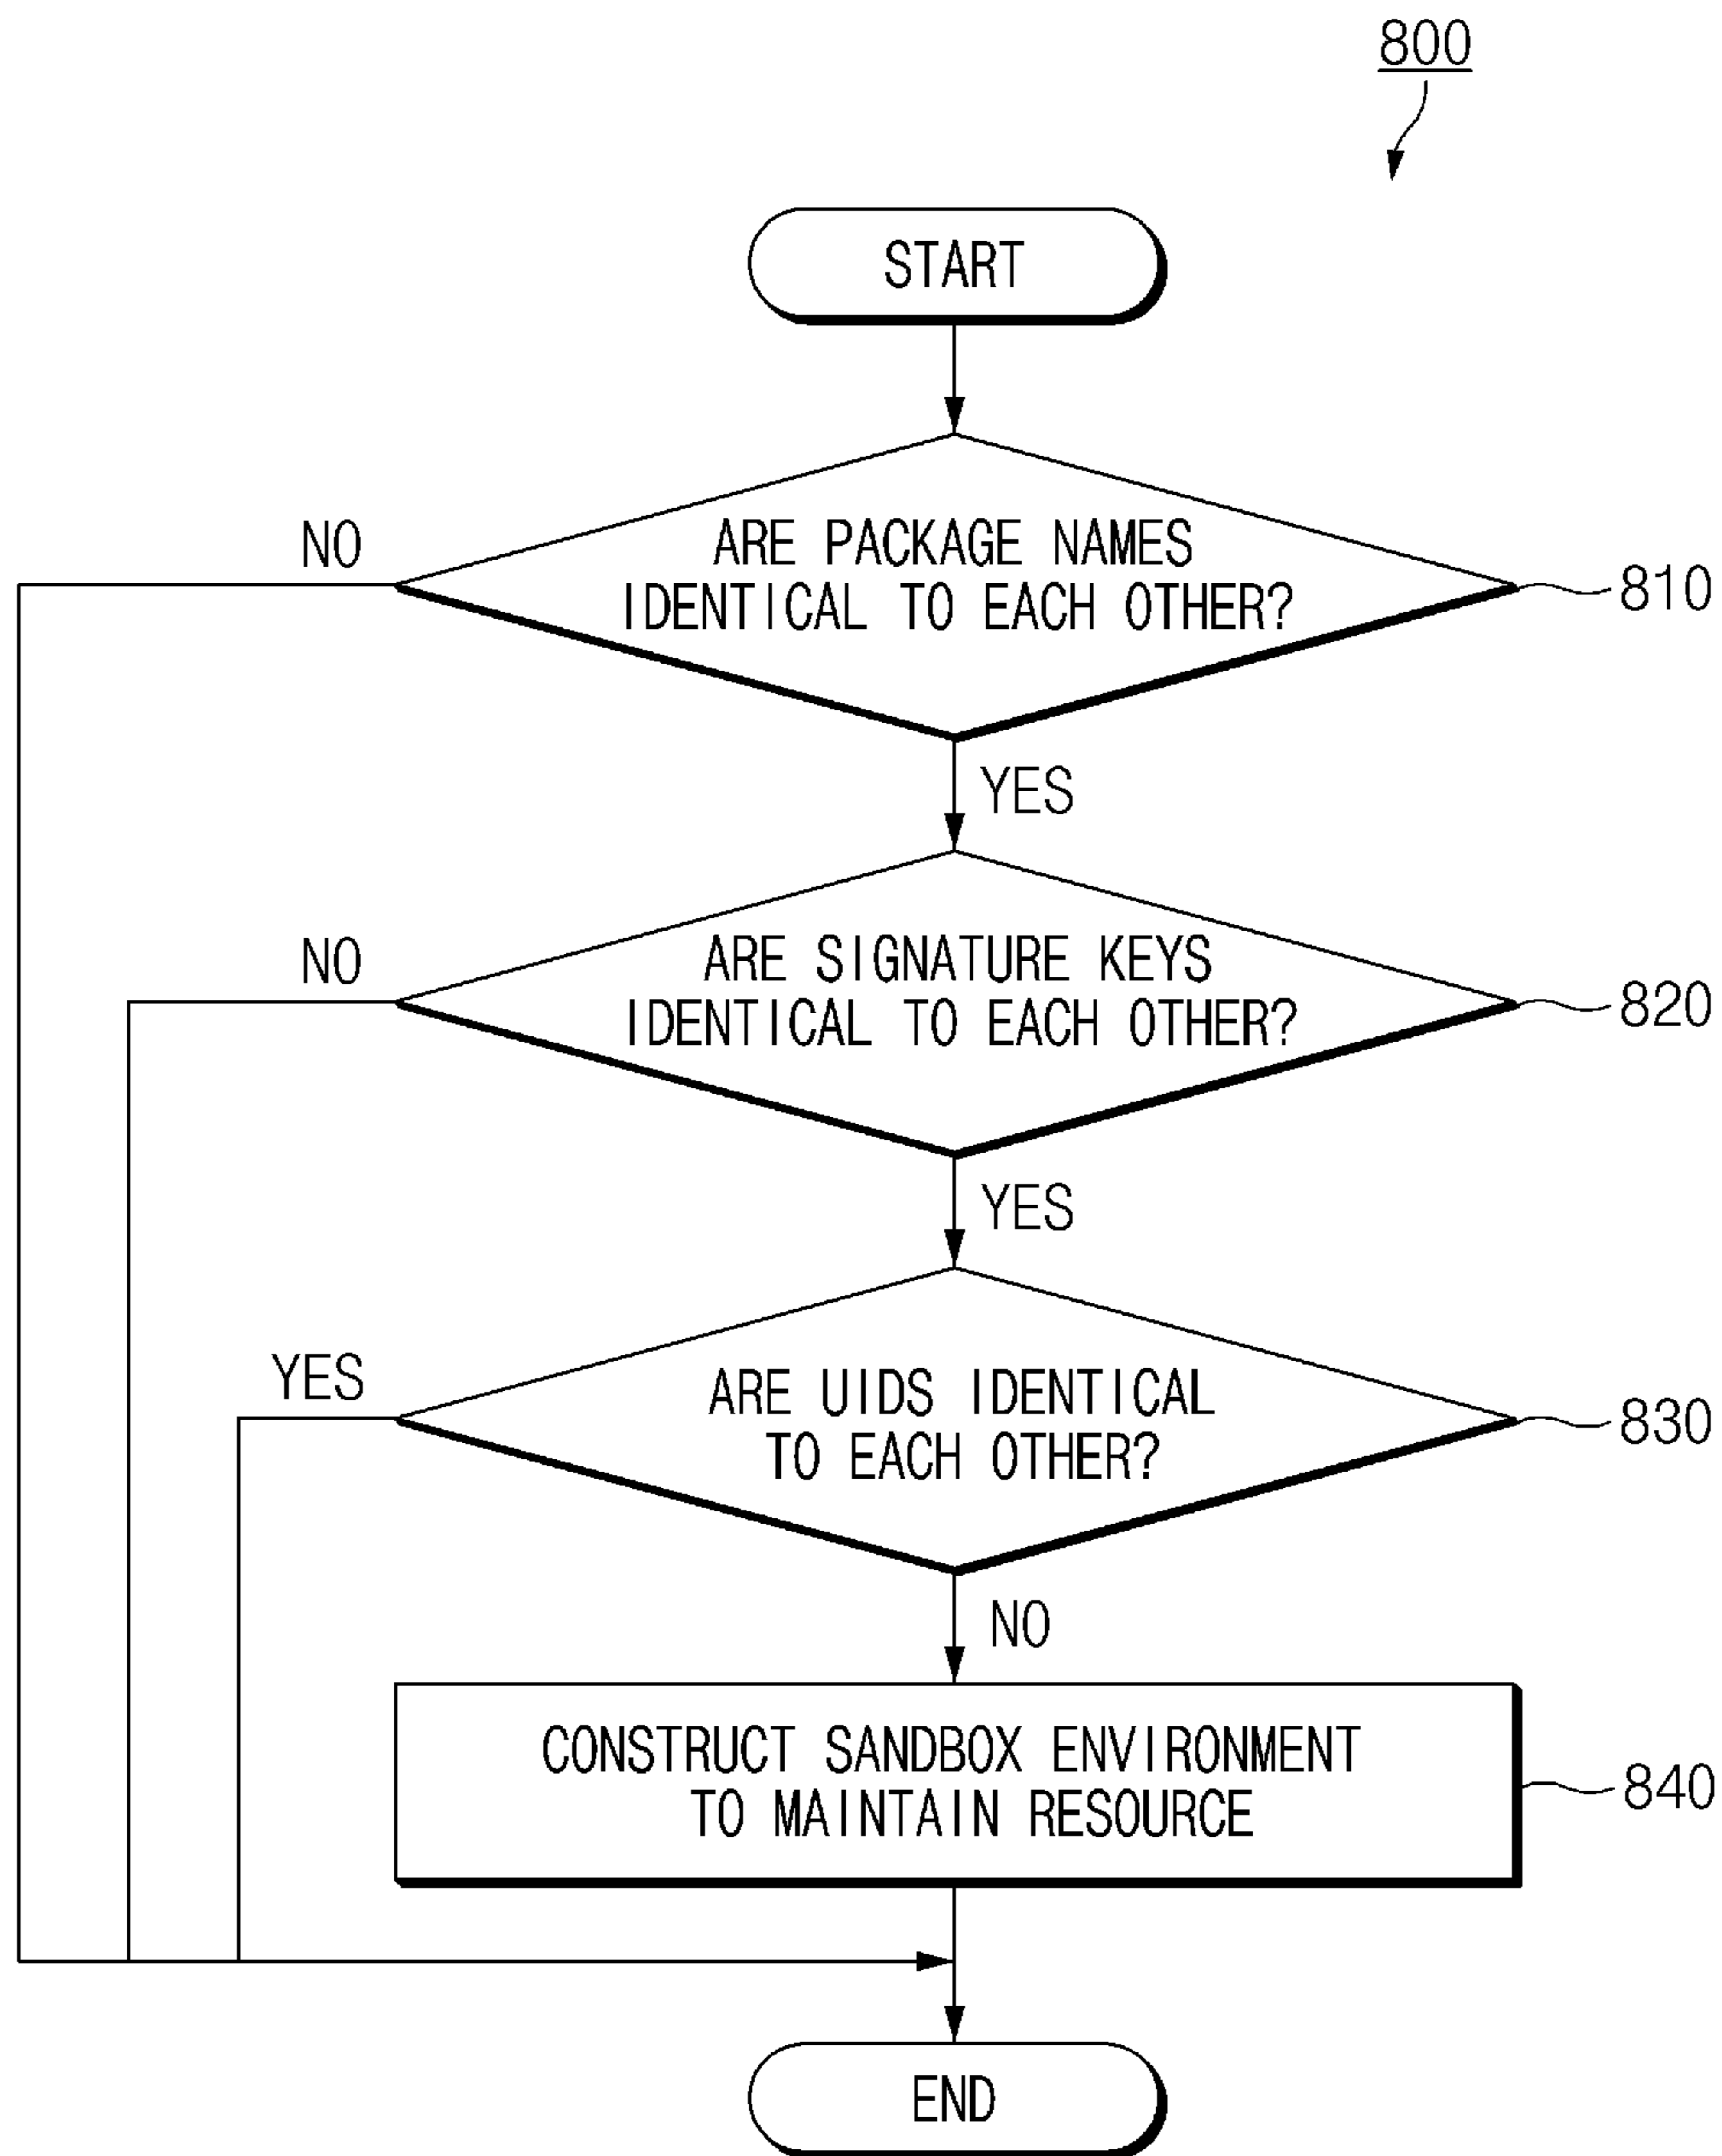 800
START
NO
ARE PACKAGE NAMES
IDENTICAL TO EACH OTHER?
810
YES
NO
ARE SIGNATURE KEYS
IDENTICAL TO EACH OTHER?
820
YES
YES
ARE UIDS IDENTICAL
TO EACH OTHER?
830
NO
CONSTRUCT SANDBOX ENVIRONMENT
TO MAINTAIN RESOURCE
840
END